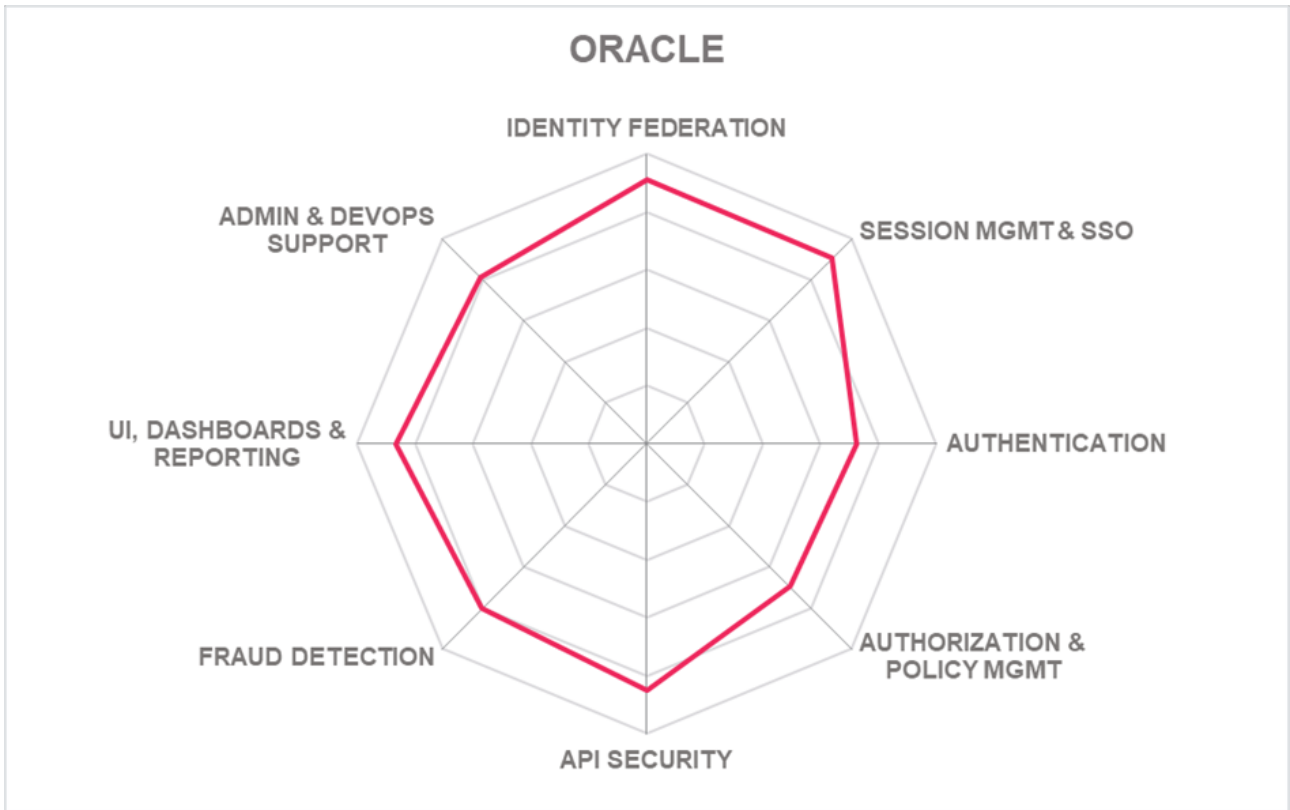 ORACLE
IDENTITY FEDERATION
SESSION MGMT & SSO
AUTHENTICATION
AUTHORIZATION &
POLICY MGMT
API SECURITY
FRAUD DETECTION
UI, DASHBOARDS &
REPORTING
ADMIN & DEVOPS
SUPPORT